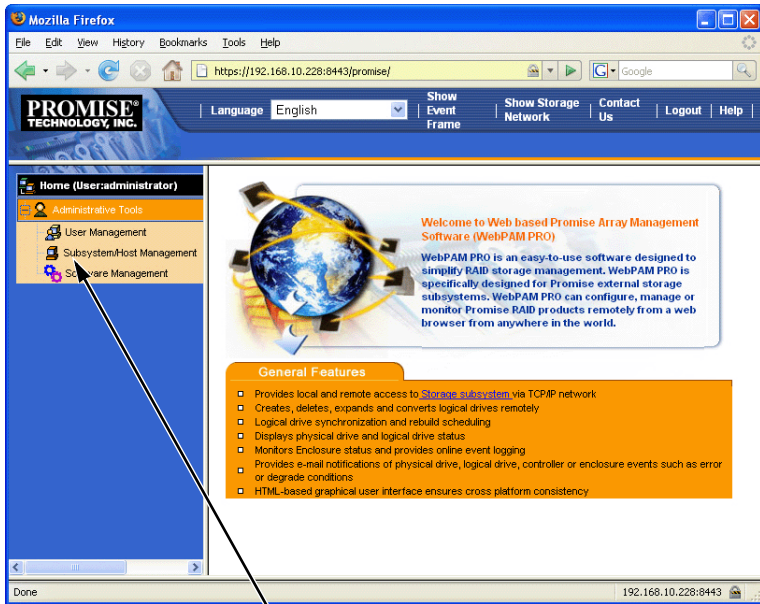 Mozilla Firefox
File Edit View History Bookmarks Tools Help
https://192.168.10.228:8443/promise/
G Google
PROMISE®
TECHNOLOGY, INC.
Language English
Show Event Frame
Show Storage Network
Contact Us
Logout
Help
Home (User:administrator)
Administrative Tools
User Management
Subsystem/Host Management
Management
Welcome to Web based Promise Array Management
Software (WebPAM PRO)
WebPAM PRO is an easy-to-use software designed to
simplify RAID storage management. WebPAM PRO is
specifically designed for Promise external storage
subsystems. WebPAM PRO can configure, manage or
monitor Promise RAID products remotely from a web
browser from anywhere in the world.
General Features
Provides local and remote access to Storage subsystem via TCP/IP network
Creates, deletes, expands and converts logical drives remotely
Logical drive synchronization and rebuild scheduling
Displays physical drive and logical drive status
Monitors Enclosure status and provides online event logging
Provides e-mail notifications of physical drive, logical drive, controller or enclosure events such as error
or degrade conditions
HTML-based graphical user interface ensures cross platform consistency
Done
192.168.10.228:8443